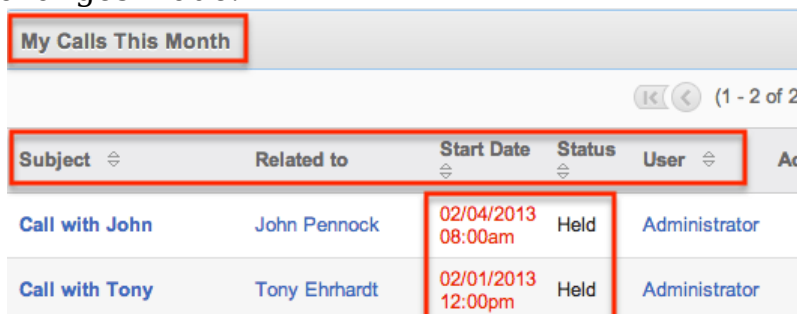 My Calls This Month
(1 - 2 of 2
Subject Related to Start Date Status User
Call with John John Pennock 02/04/2013 08:00am Held Administrator
Call with Tony Tony Ehrhardt 02/01/2013 12:00pm Held Administrator